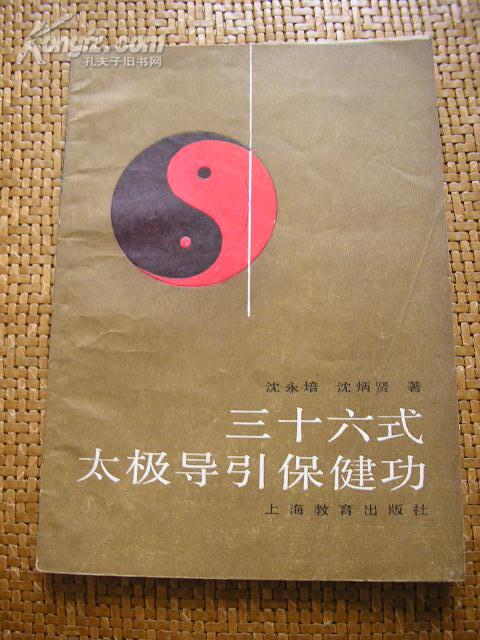 Kongfz.com
孔夫子旧书网
沈永培 沈炳贤 著
三十六式
太极导引保健功
上海教育出版社